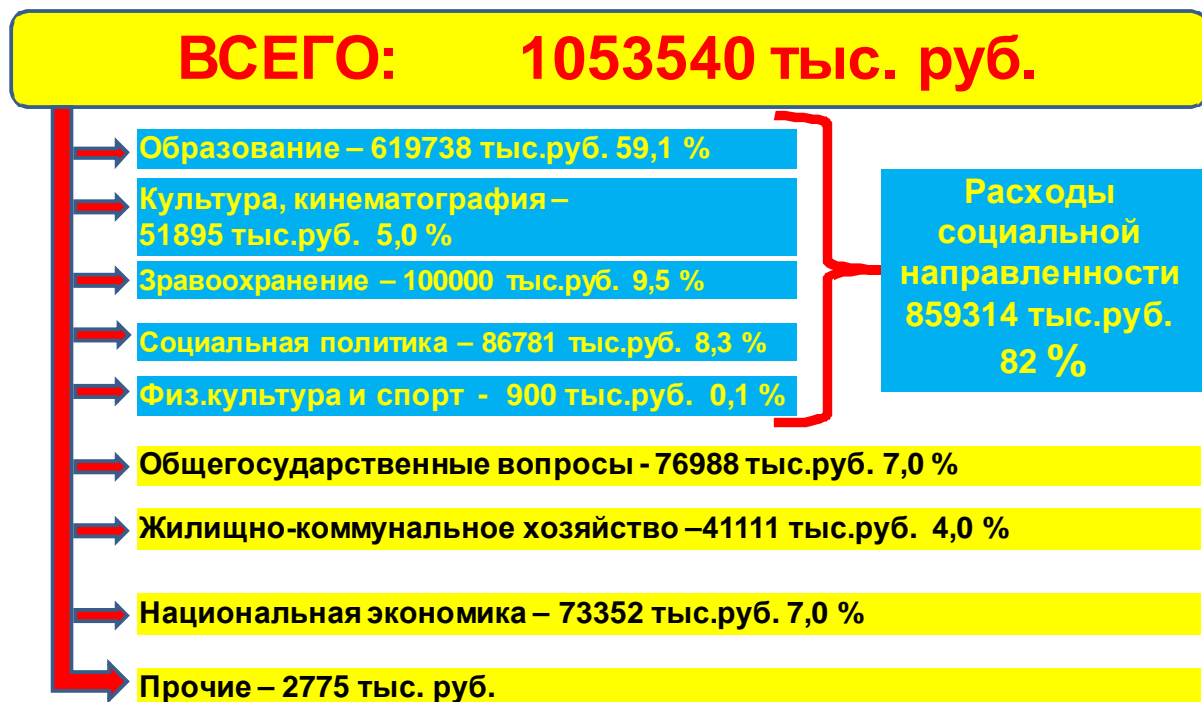 ВСЕГО: 1053540 тыс. руб.
Образование – 619738 тыс.руб. 59,1 %
Культура, кинематография –
51895 тыс.руб. 5,0 %
Зравоохранение – 100000 тыс.руб. 9,5 %
Социальная политика – 86781 тыс.руб. 8,3 %
Физ.культура и спорт - 900 тыс.руб. 0,1 %
Расходы
социальной
направленности
859314 тыс.руб.
82 %
Общегосударственные вопросы - 76988 тыс.руб. 7,0 %
Жилищно-коммунальное хозяйство –41111 тыс.руб. 4,0 %
Национальная экономика – 73352 тыс.руб. 7,0 %
Прочие – 2775 тыс. руб.